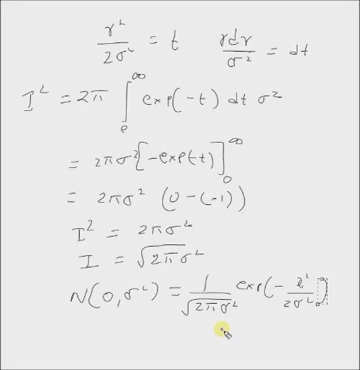 r²/2σ² = t    rdr/σ² = dt
I² = 2π ∫₀^∞ exp(-t) dt σ²
= 2πσ² [-exp(-t)]₀^∞
= 2πσ² (0-(-1))
I² = 2πσ²
I = √2πσ²
N(0,σ²) = 1/√2πσ² exp(-x²/2σ²)